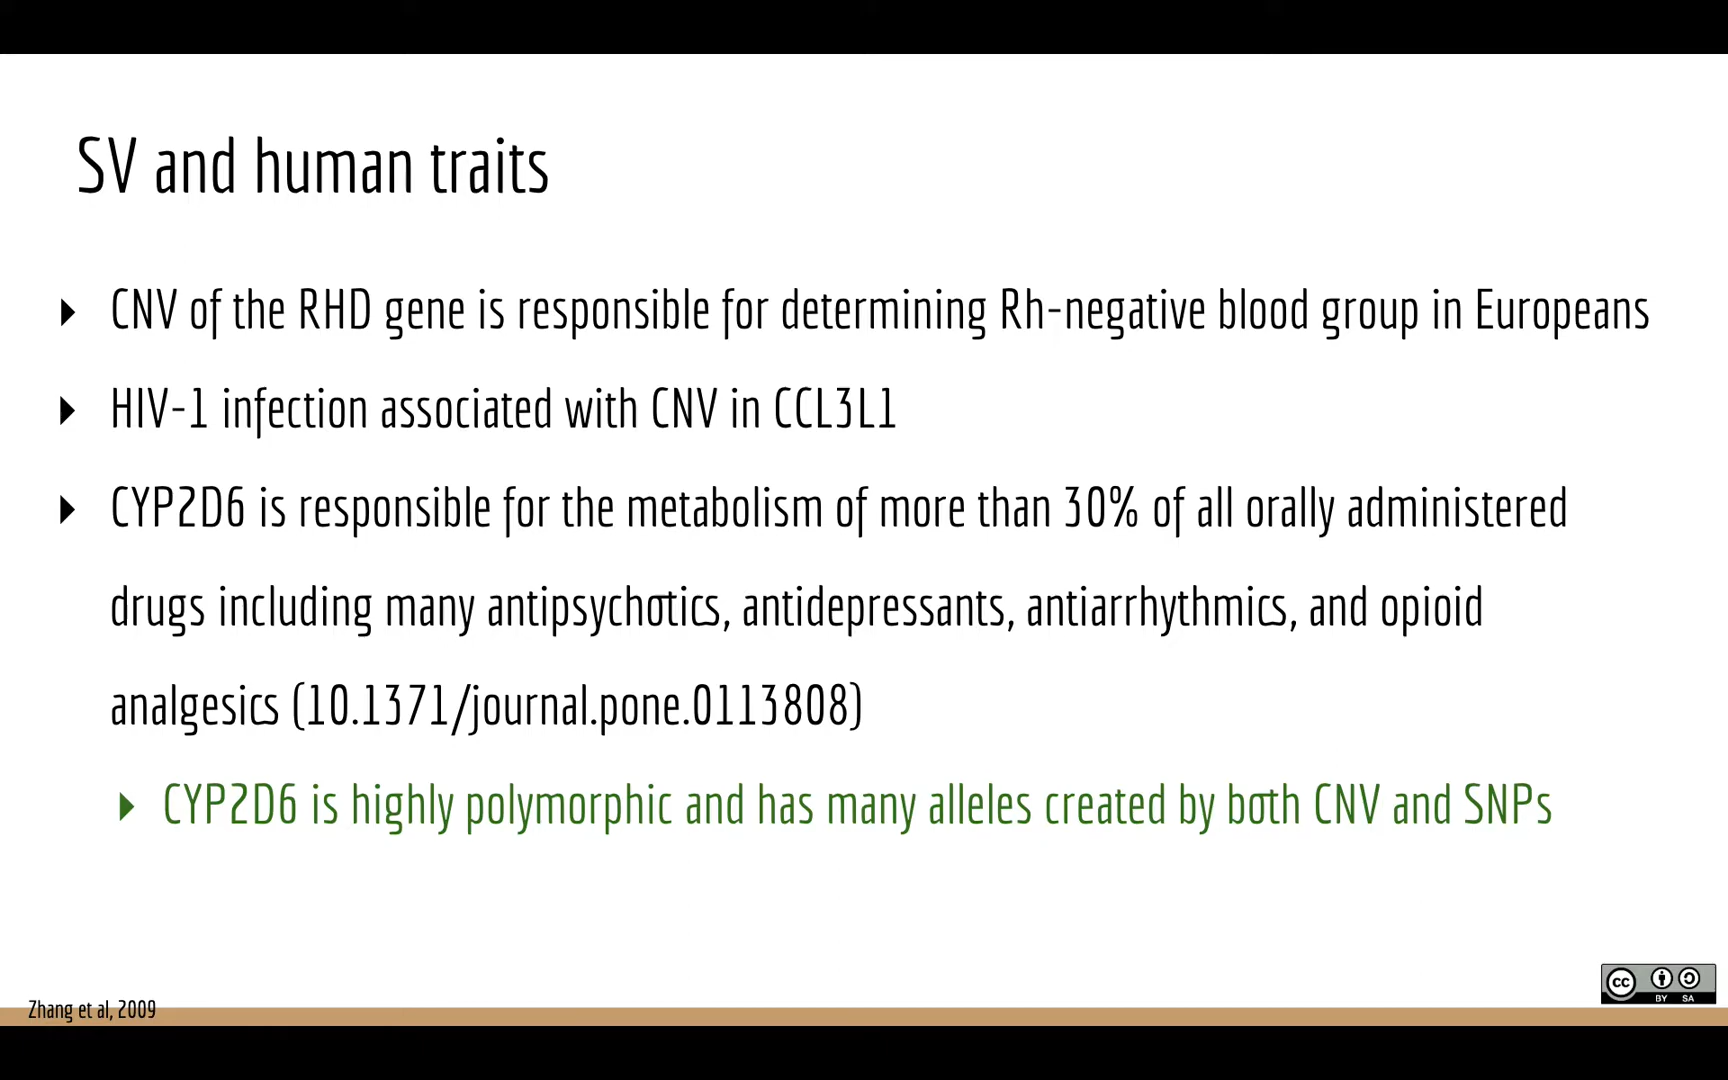 SV and human traits
CNV of the RHD gene is responsible for determining Rh-negative blood group in Europeans
HIV-1 infection associated with CNV in CCL3L1
CYP2D6 is responsible for the metabolism of more than 30% of all orally administered
drugs including many antipsychotics, antidepressants, antiarrhythmics, and opioid
analgesics (10.1371/journal.pone.0113808)
CYP2D6 is highly polymorphic and has many alleles created by both CNV and SNPs
Zhang et al, 2009
cc
BY SA